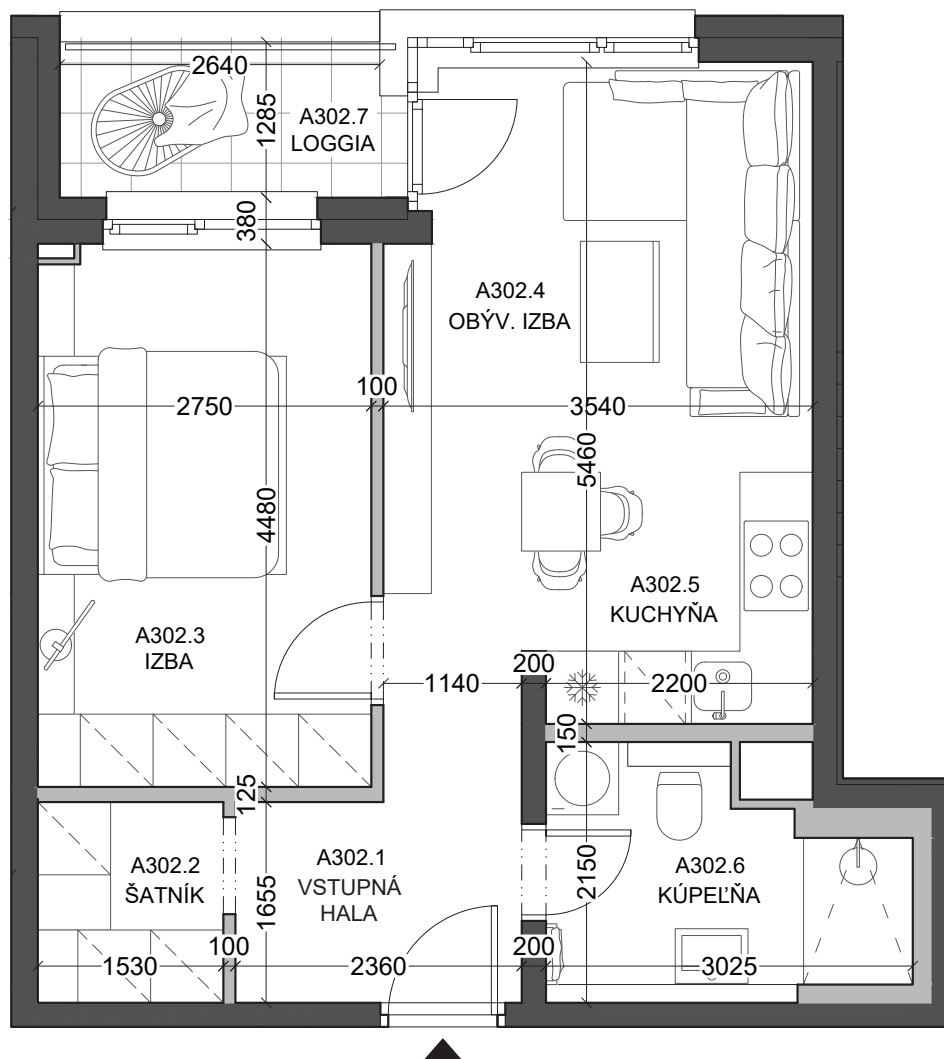 2640
1285
A302.7
LOGGIA
380
A302.4
OBÝV. IZBA
100
2750
3540
5460
4480
A302.5
KUCHYŇA
A302.3
IZBA
200
1140
2200
150
125
A302.1
VSTUPNÁ
HALA
A302.2
ŠATNÍK
A302.6
KÚPEĽŇA
2150
1655
100
200
1530
2360
3025